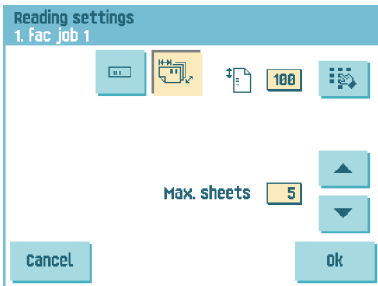 Reading settings
1. Fac job 1
100
Max. sheets 5
Cancel Ok